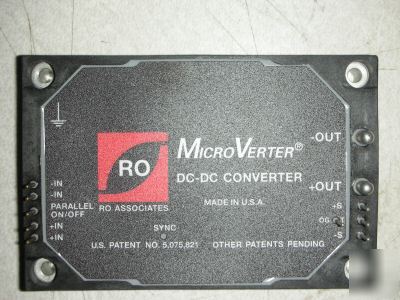 RO
MICROVERTER®
DC-DC CONVERTER
MADE IN U.S.A.
-OUT
+OUT
+S
-S
-IN
-IN
PARALLEL
ON/OFF
+IN
+IN
RO ASSOCIATES
SYNC
U.S. PATENT NO. 5,075,821 OTHER PATENTS PENDING